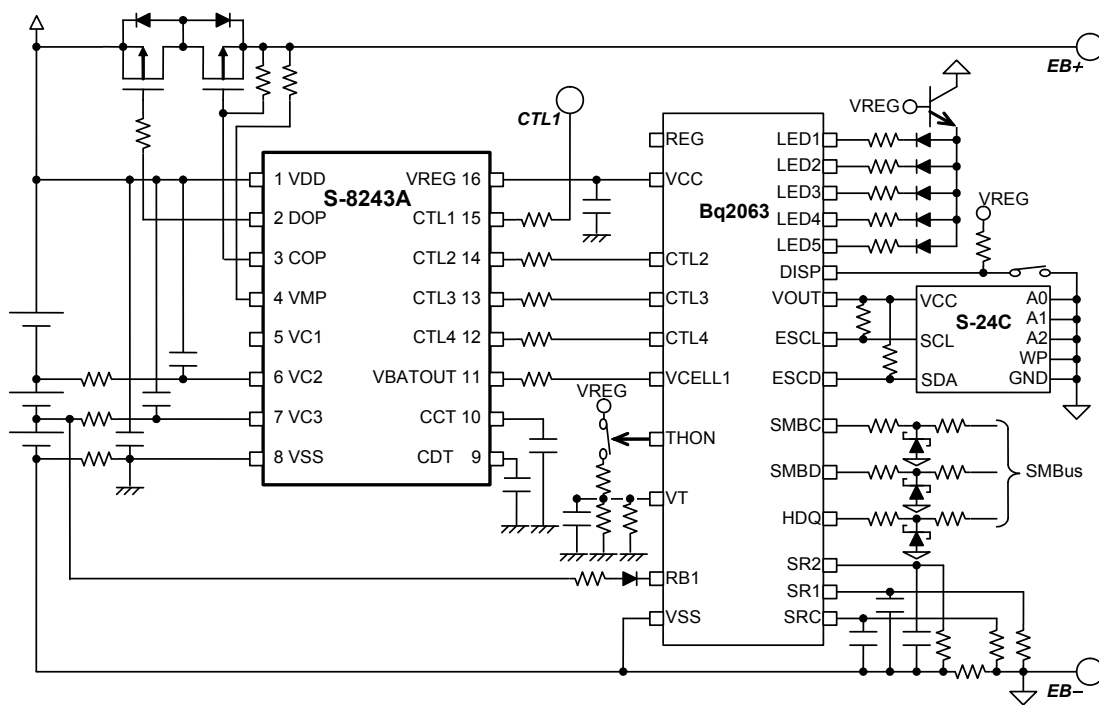 EB+
VREG
CTL1
REG
LED1
S-8243A
LED2
1 VDD
VREG 16
VCC
LED3
Bq2063
VREG
2 DOP
CTL1 15
LED4
LED5
3 COP
CTL2 14
CTL2
DISP
4 VMP
CTL3 13
CTL3
VOUT
VCC
A0
S-24C
A1
5 VC1
CTL4 12
CTL4
ESCL
SCL
A2
WP
6 VC2
VBATOUT 11
VCELL1
ESCD
SDA
GND
VREG
7 VC3
CCT 10
THON
SMBC
8 VSS
CDT 9
SMBD
SMBus
VT
HDQ
SR2
RB1
SR1
VSS
SRC
EB−